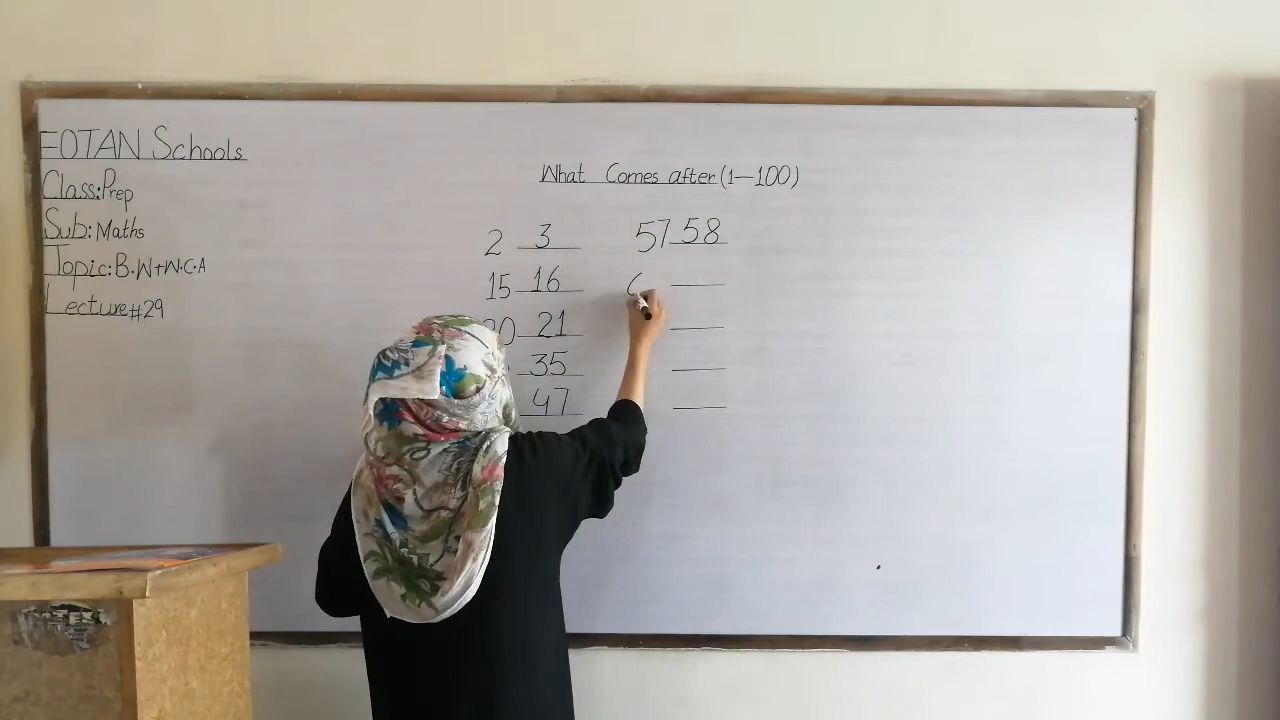 FOTAN Schools
Class:Prep
Sub:Maths
Topic:B.W+W.C.A
Lecture#29
What Comes after (1—100)
2 3
15 16
20 21
35
47
57 58